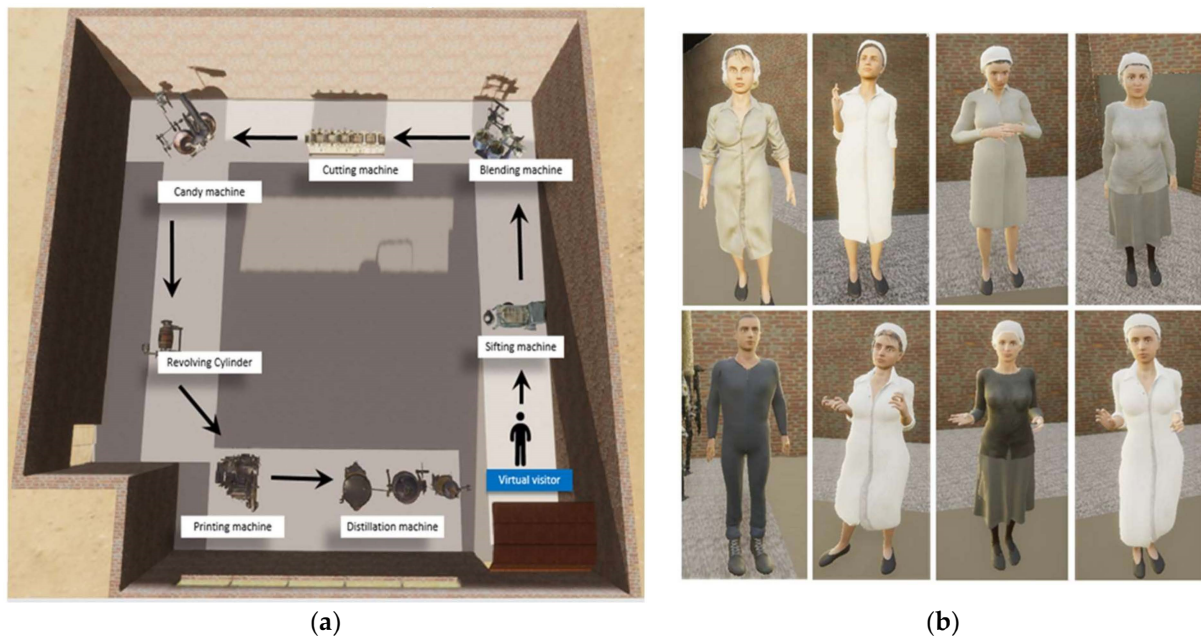 Candy machine
Cutting machine
Blending machine
Revolving Cylinder
Sifting machine
Virtual visitor
Printing machine
Distillation machine
(a)
(b)